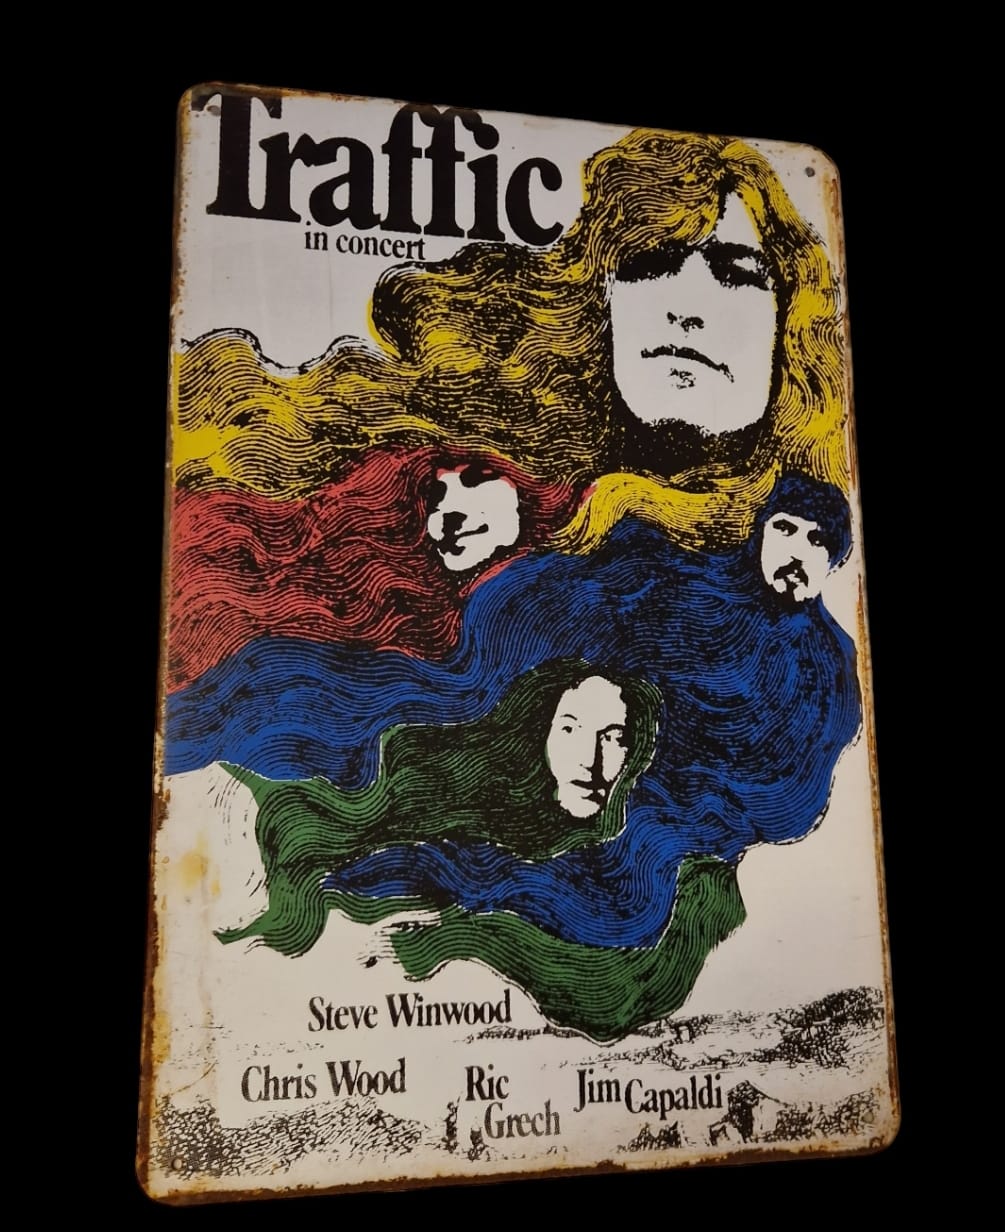 Traffic
in concert
Steve Winwood
Chris Wood
Ric
Grech
Jim Capaldi